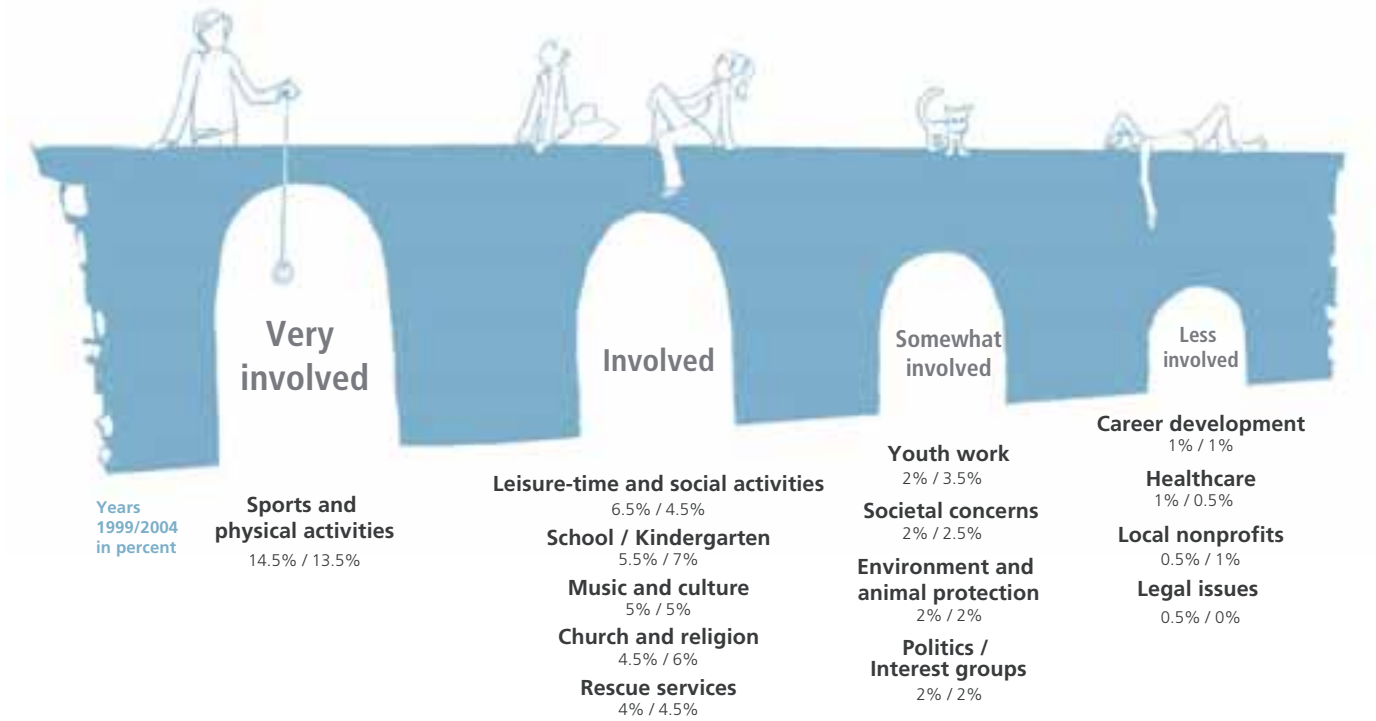 Very
involved
Involved
Somewhat
involved
Less
involved
Years
1999/2004
in percent
Sports and
physical activities
14.5% / 13.5%
Leisure-time and social activities
6.5% / 4.5%
School / Kindergarten
5.5% / 7%
Music and culture
5% / 5%
Church and religion
4.5% / 6%
Rescue services
4% / 4.5%
Youth work
2% / 3.5%
Societal concerns
2% / 2.5%
Environment and
animal protection
2% / 2%
Politics /
Interest groups
2% / 2%
Career development
1% / 1%
Healthcare
1% / 0.5%
Local nonprofits
0.5% / 1%
Legal issues
0.5% / 0%